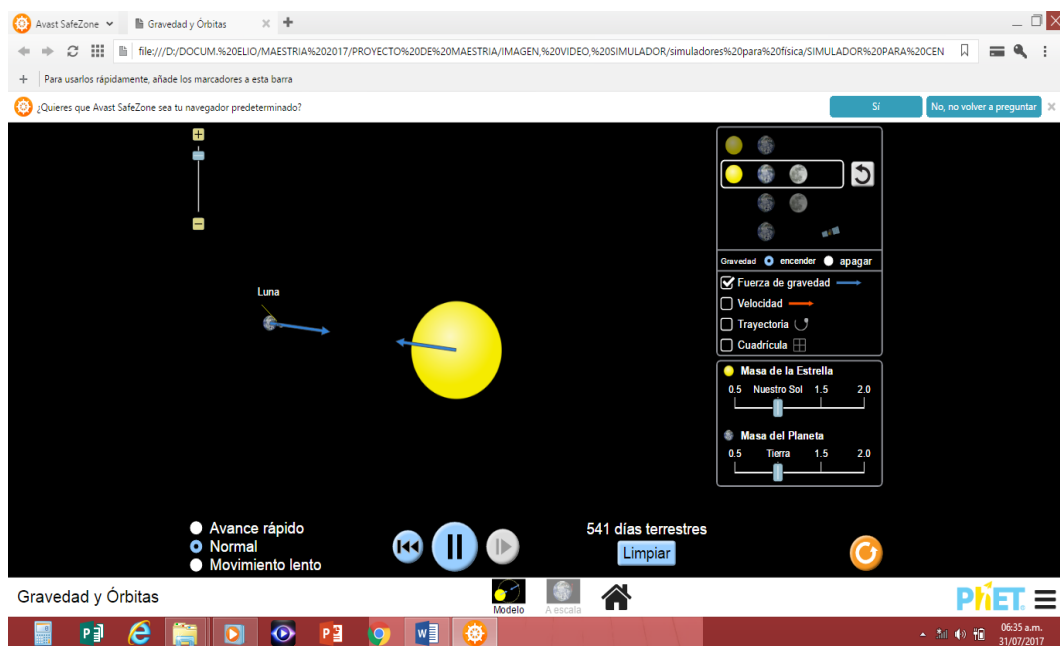 Avast SafeZone
Gravedad y Órbitas
file:///D:/DOCUM.%20ELIO/MAESTRIA%202017/PROYECTO%20DE%20MAESTRIA/IMAGEN,%20VIDEO,%20SIMULADOR/simuladores%20para%20física/SIMULADOR%20PARA%20CEN
Para usarlos rápidamente, añade los marcadores a esta barra
¿Quieres que Avast SafeZone sea tu navegador predeterminado?
Sí
No, no volver a preguntar
Luna
Gravedad encender apagar
Fuerza de gravedad
Velocidad
Trayectoria
Cuadrícula
Masa de la Estrella
0.5 Nuestro Sol 1.5 2.0
Masa del Planeta
0.5 Tierra 1.5 2.0
Avance rápido
Normal
Movimiento lento
541 días terrestres
Limpiar
Gravedad y Órbitas
Modelo
A escala
PhET
06:35 a.m.
31/07/2017